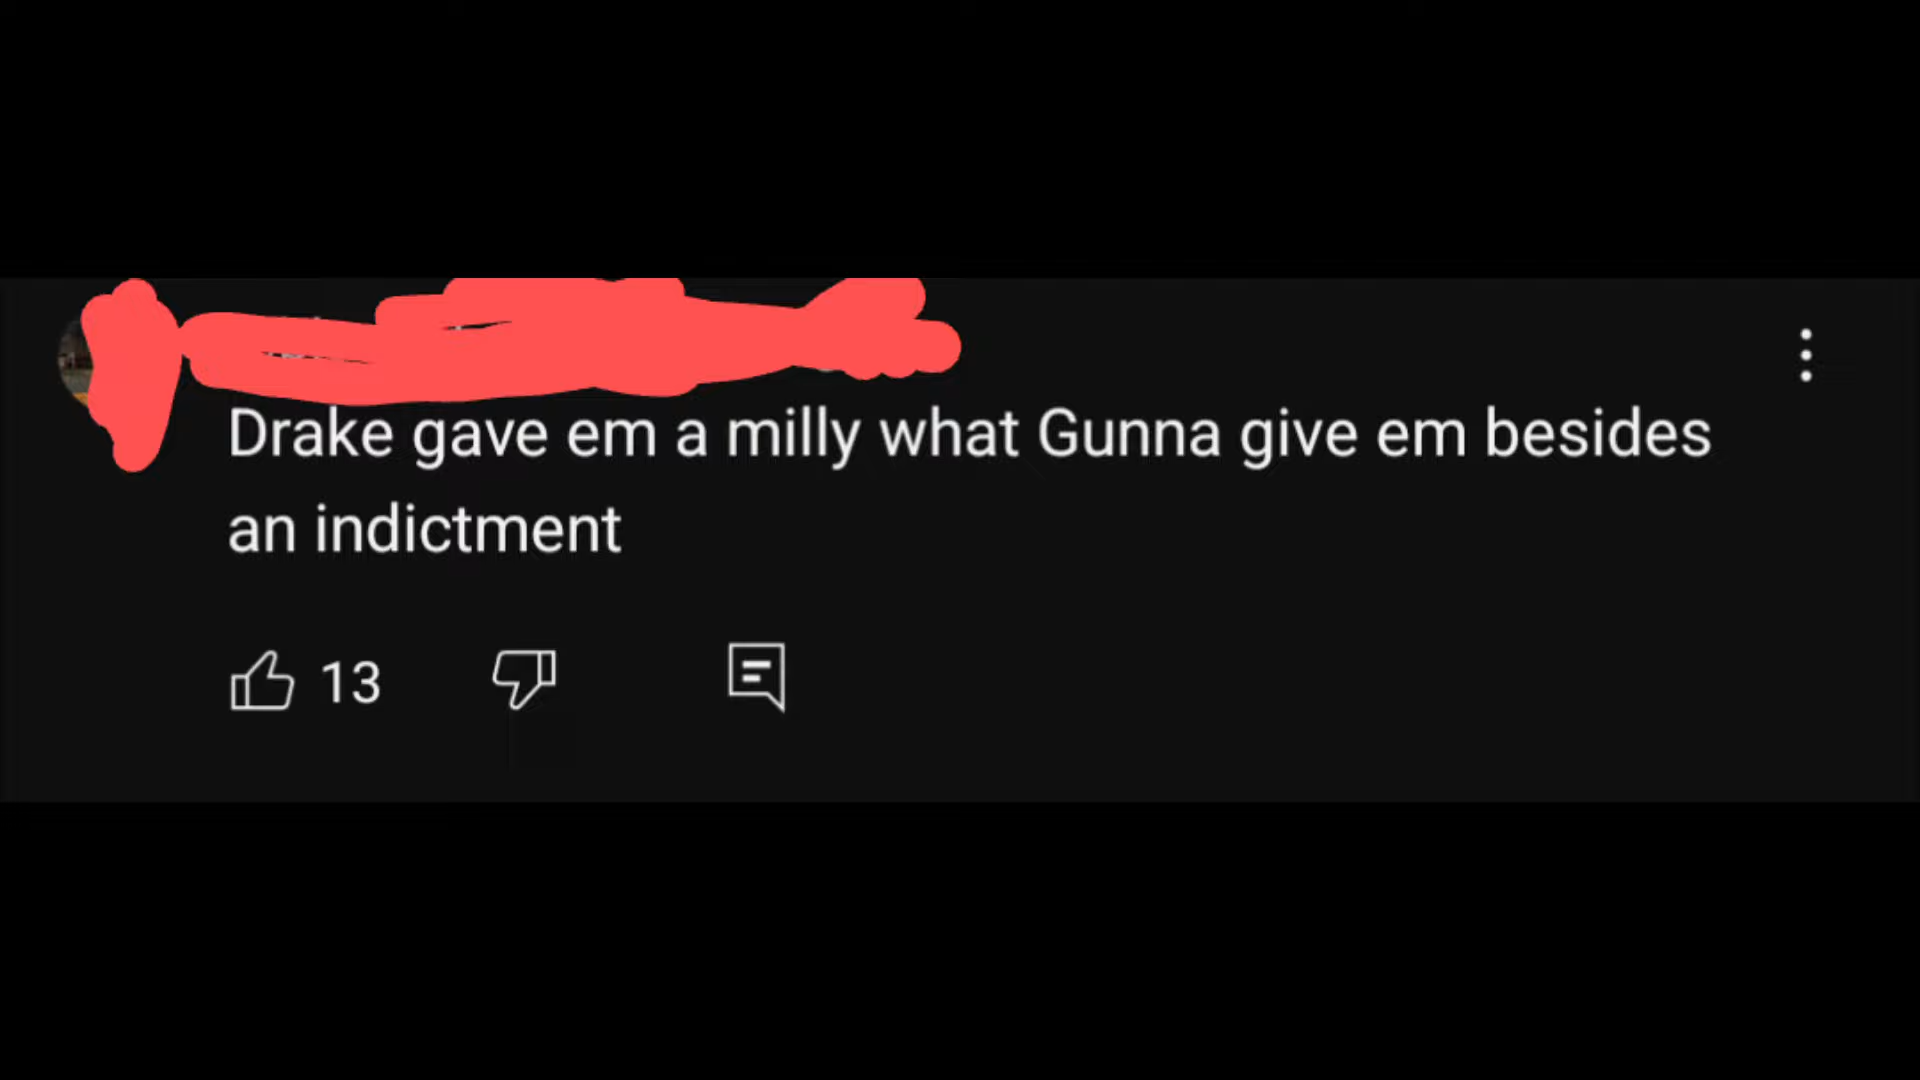 Drake gave em a milly what Gunna give em besides
an indictment
13